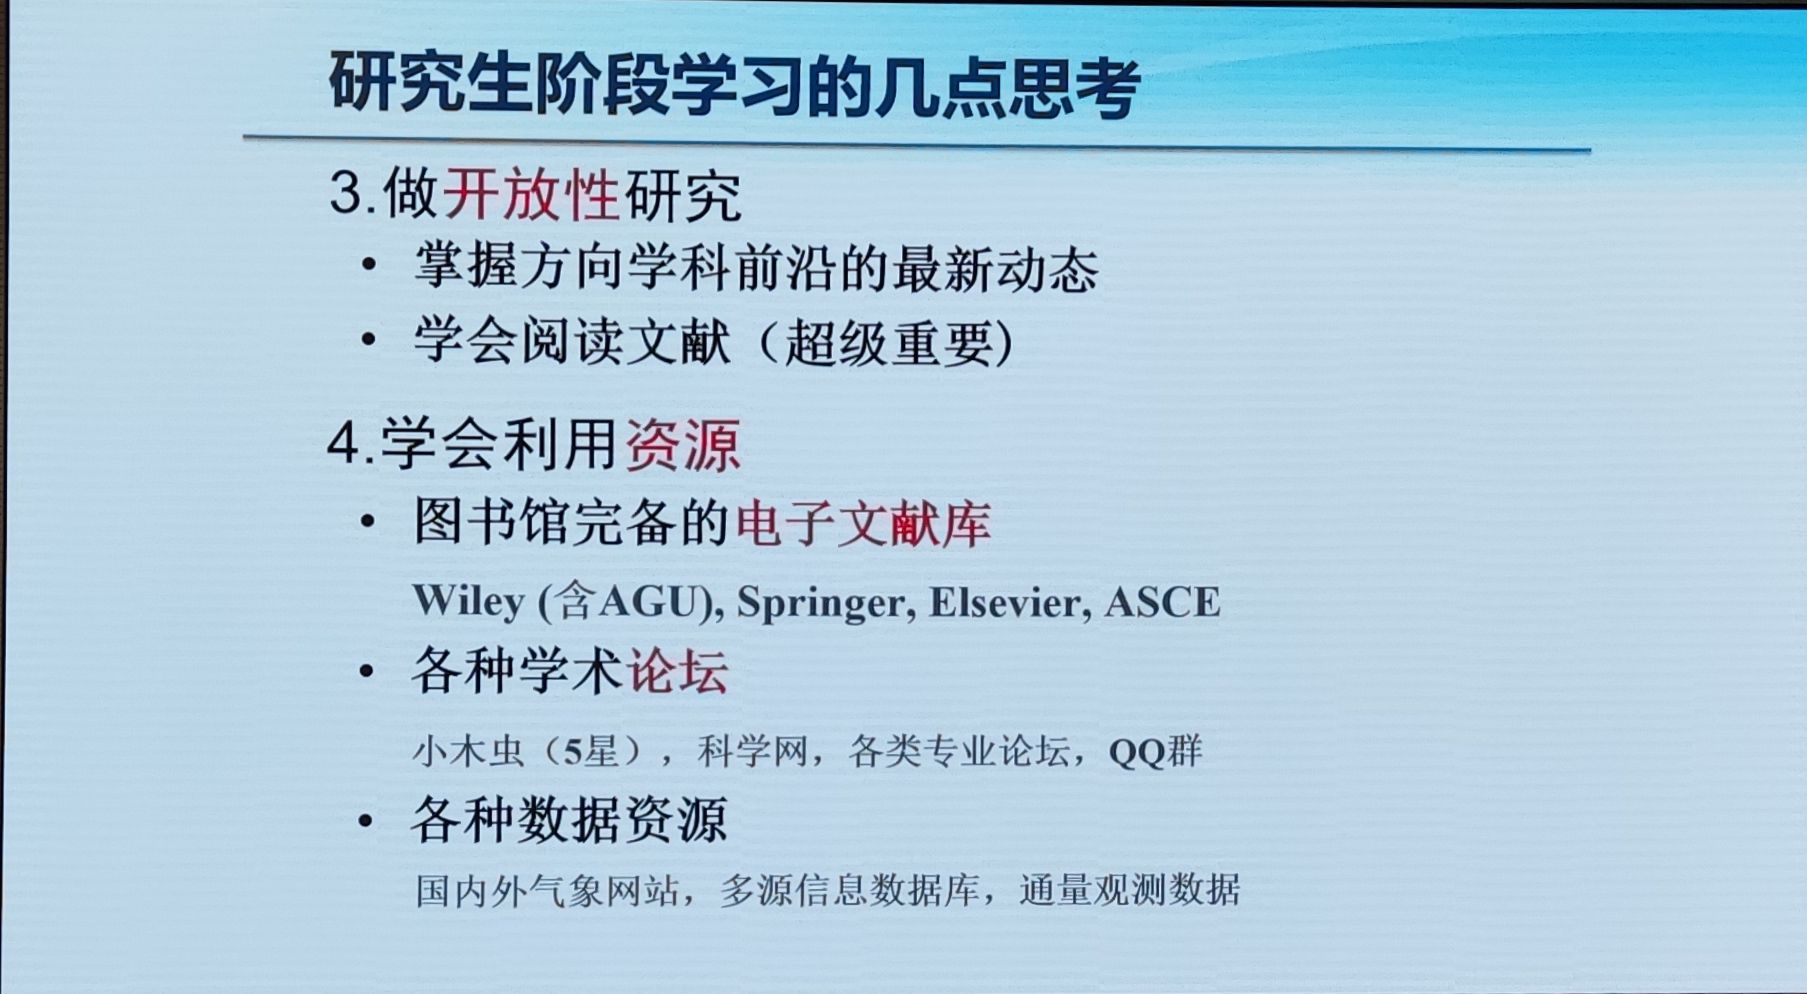 研究生阶段学习的几点思考
3.做开放性研究
• 掌握方向学科前沿的最新动态
• 学会阅读文献（超级重要)
4.学会利用资源
• 图书馆完备的电子文献库
Wiley (含AGU), Springer, Elsevier, ASCE
• 各种学术论坛
小木虫（5星），科学网，各类专业论坛，QQ群
• 各种数据资源
国内外气象网站，多源信息数据库，通量观测数据